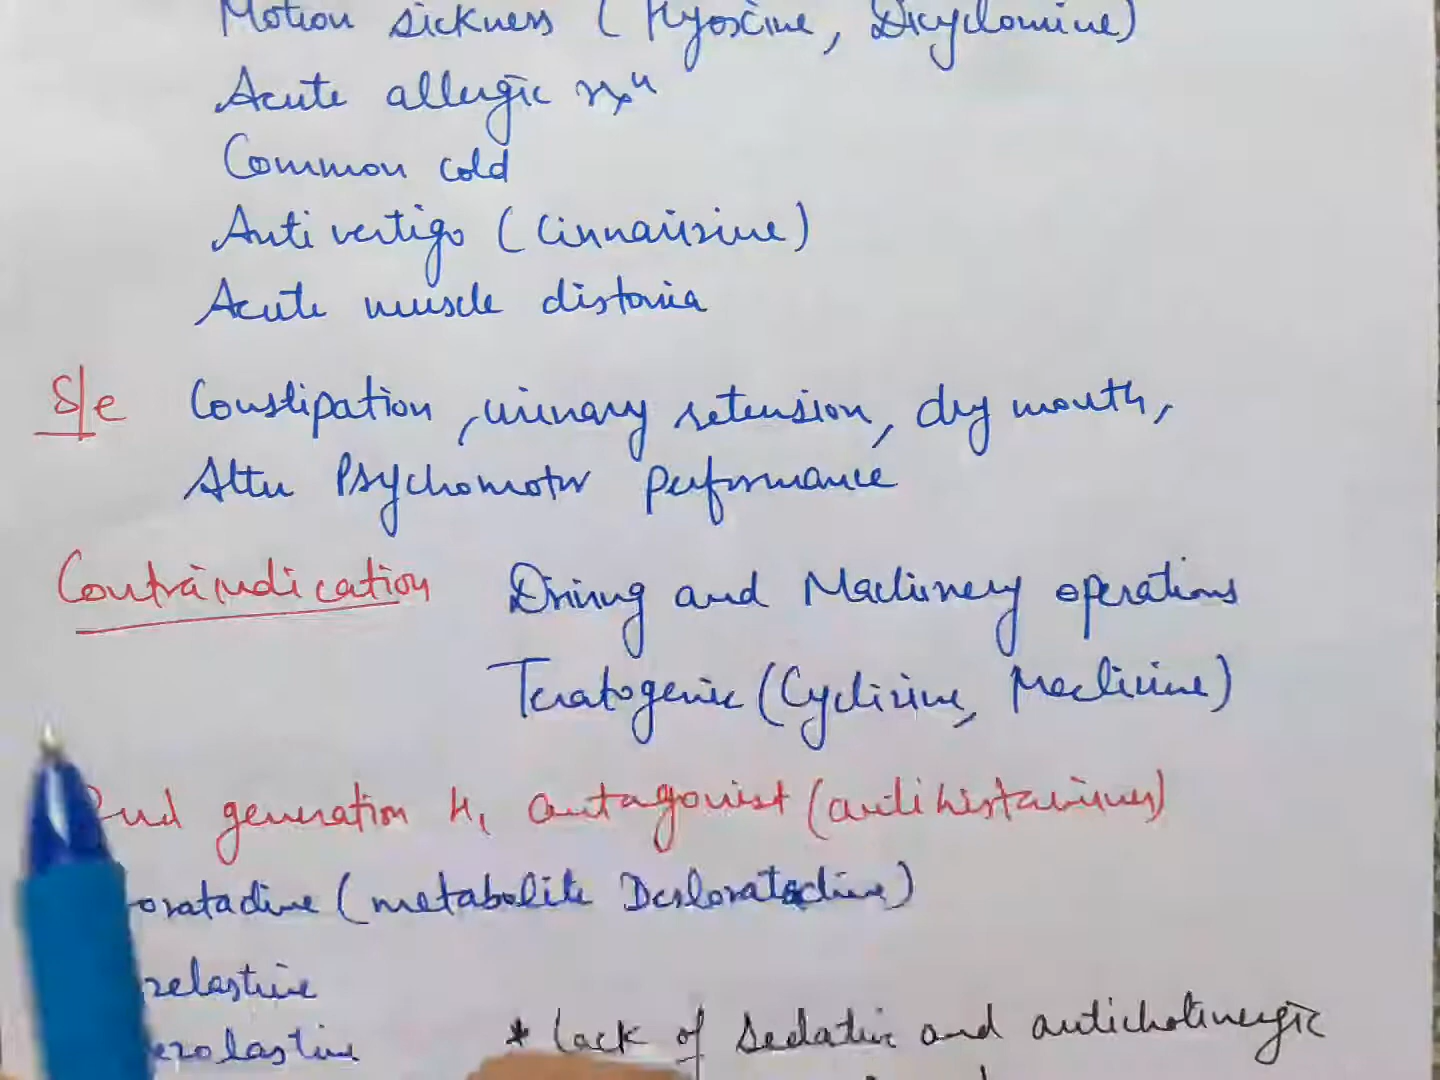 Motion sickness (Hyoscine, Dicyclomine)
Acute allergic rxn
Common cold
Anti vertigo (Cinnarizine)
Acute muscle distonia
S/e Constipation, urinary retension, dry mouth,
Alter Psychomotor performance
Contraindication Driving and Machinery operations
Teratogenic (Cyclizine, Meclizine)
2nd generation H1 antagonist (antihistamines)
oratadine (metabolite Desloratadine)
zelastine
* lack of sedative and anticholinergic